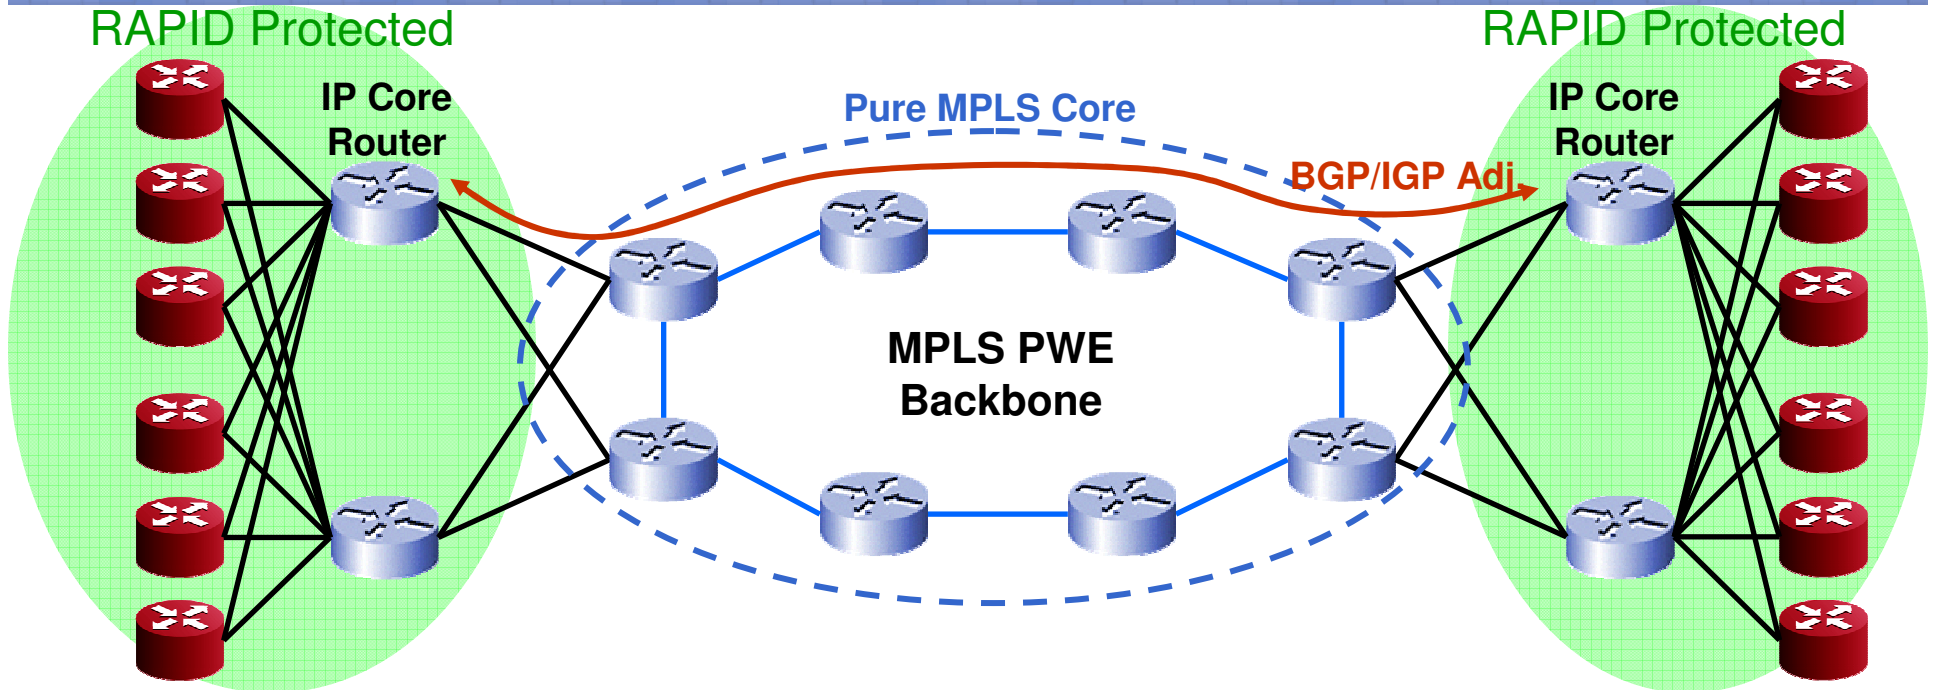 RAPID Protected
RAPID Protected
IP Core
Router
Pure MPLS Core
IP Core
Router
BGP/IGP Adj.
MPLS PWE
Backbone